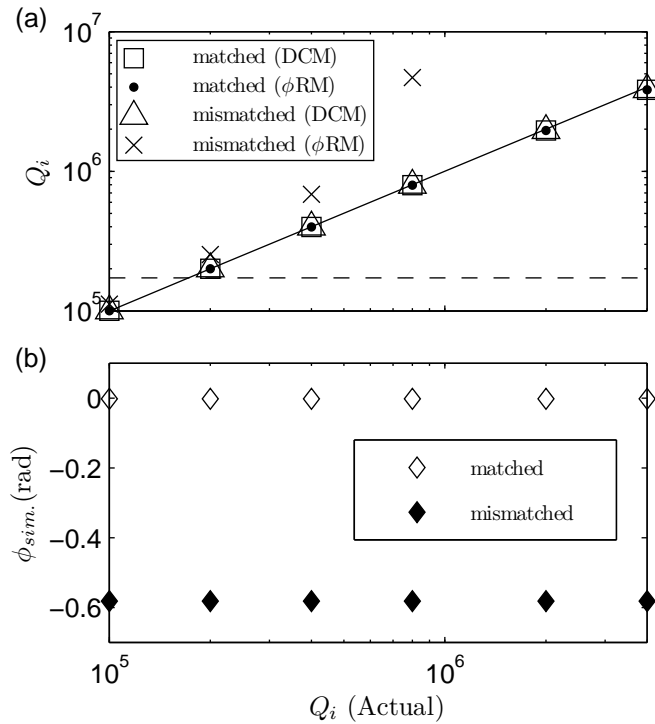 (a)
10^7
10^6
10^5
Q_i
matched (DCM)
matched (ϕRM)
mismatched (DCM)
mismatched (ϕRM)
(b)
0
−0.2
−0.4
−0.6
ϕ_sim. (rad)
matched
mismatched
10^5
10^6
Q_i (Actual)